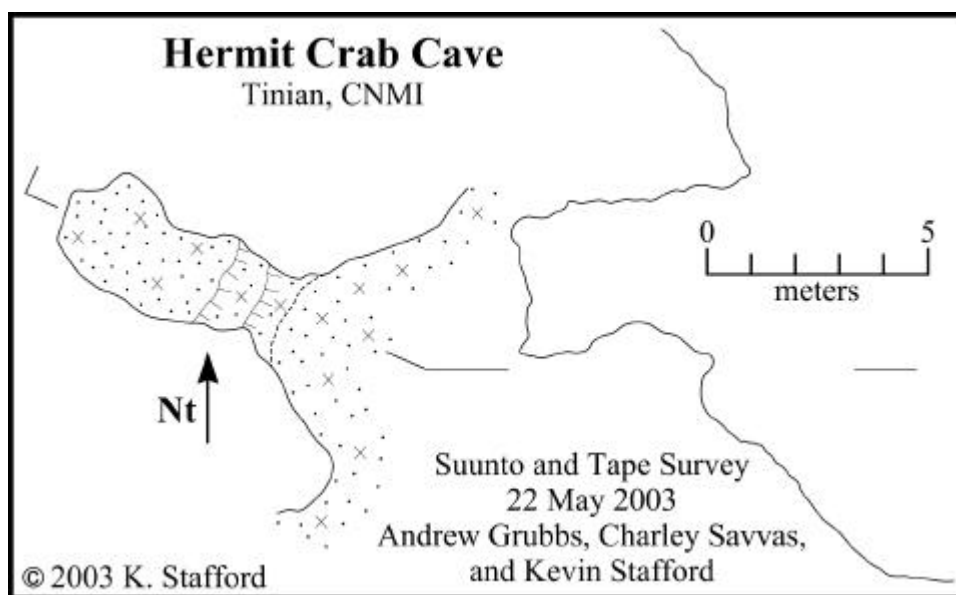 Hermit Crab Cave
Tinian, CNMI
0 5
meters
Nt
Suunto and Tape Survey
22 May 2003
Andrew Grubbs, Charley Savvas,
and Kevin Stafford
© 2003 K. Stafford